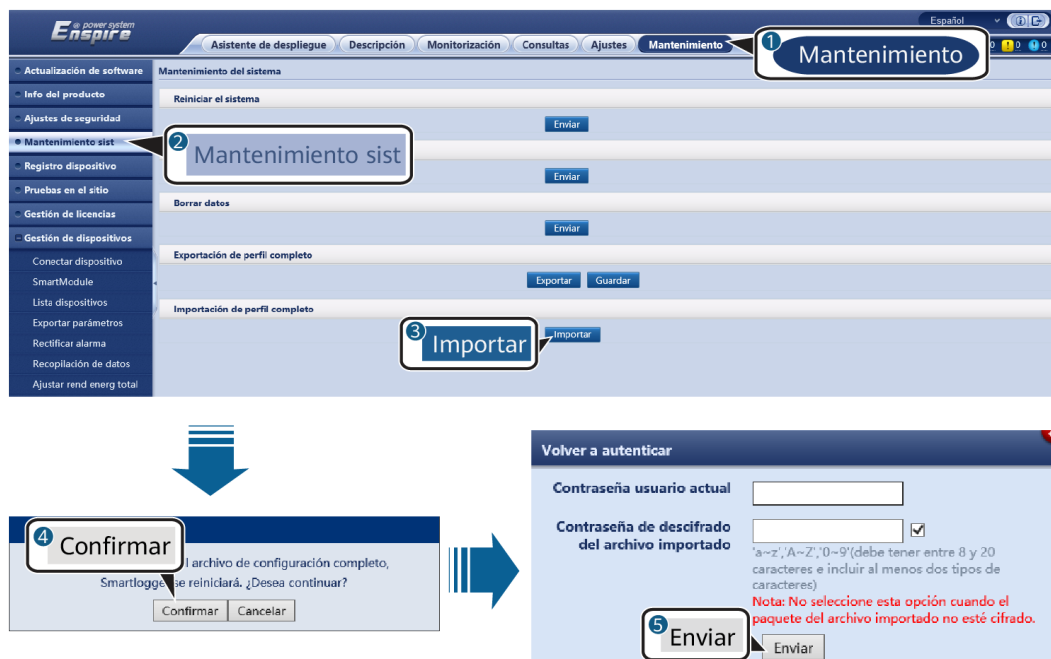 @ power system
Enspire
Español
Asistente de despliegue
Descripción
Monitorización
Consultas
Ajustes
Mantenimiento
1
Mantenimiento
0
0
0
Actualización de software
Info del producto
Ajustes de seguridad
Mantenimiento sist
Registro dispositivo
Pruebas en el sitio
Gestión de licencias
Gestión de dispositivos
Conectar dispositivo
SmartModule
Lista dispositivos
Exportar parámetros
Rectificar alarma
Recopilación de datos
Ajustar rend energ total
Mantenimiento del sistema
Reiniciar el sistema
Enviar
2
Mantenimiento sist
Enviar
Borrar datos
Enviar
Exportación de perfil completo
Exportar
Guardar
Importación de perfil completo
3
Importar
Importar
4
Confirmar
l archivo de configuración completo,
Smartlogge se reiniciará. ¿Desea continuar?
Confirmar
Cancelar
Volver a autenticar
Contraseña usuario actual
Contraseña de descifrado
del archivo importado
'a~z','A~Z','0~9'(debe tener entre 8 y 20
caracteres e incluir al menos dos tipos de
caracteres)
Nota: No seleccione esta opción cuando el
paquete del archivo importado no esté cifrado.
5
Enviar
Enviar